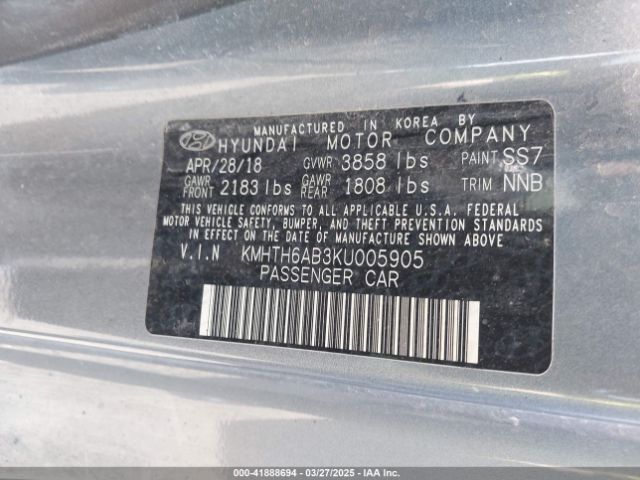 MANUFACTURED IN KOREA BY
HYUNDAI MOTOR COMPANY
APR/28/18 GVWR 3858 lbs PAINT SS7
GAWR FRONT 2183 lbs GAWR REAR 1808 lbs TRIM NNB
THIS VEHICLE CONFORMS TO ALL APPLICABLE U.S.A. FEDERAL
MOTOR VEHICLE SAFETY, BUMPER, AND THEFT PREVENTION STANDARDS
IN EFFECT ON THE DATE OF MANUFACTURE SHOWN ABOVE.
V.I.N KMHTH6AB3KU005905
PASSENGER CAR
000-41888694 — 03/27/2025 — IAA Inc.